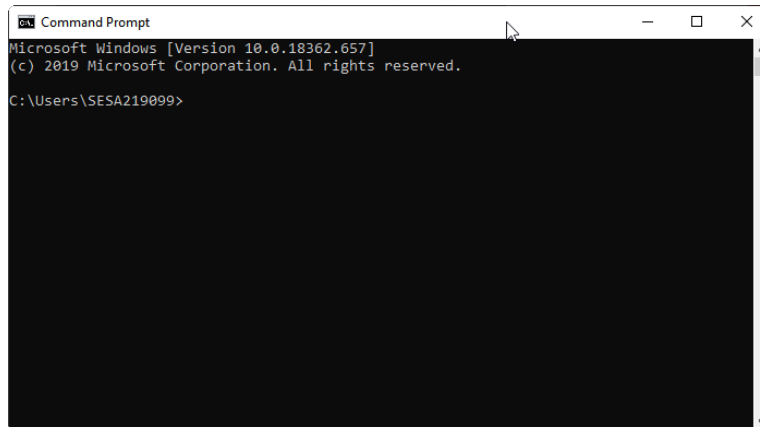 Command Prompt
Microsoft Windows [Version 10.0.18362.657]
(c) 2019 Microsoft Corporation. All rights reserved.
C:\Users\SESA219099>